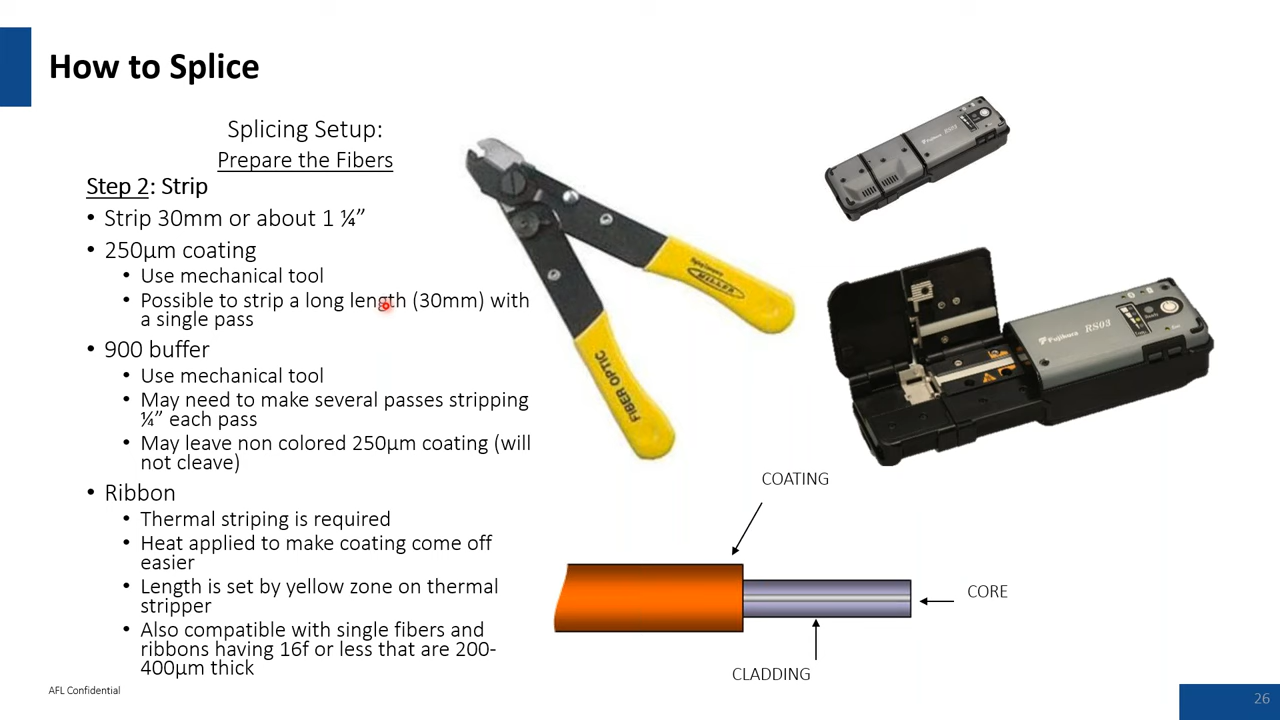 How to Splice
Splicing Setup:
Prepare the Fibers
Step 2: Strip
• Strip 30mm or about 1 ¼”
• 250µm coating
• Use mechanical tool
• Possible to strip a long length (30mm) with
a single pass
• 900 buffer
• Use mechanical tool
• May need to make several passes stripping
¼” each pass
• May leave non colored 250µm coating (will
not cleave)
• Ribbon
• Thermal striping is required
• Heat applied to make coating come off
easier
• Length is set by yellow zone on thermal
stripper
• Also compatible with single fibers and
ribbons having 16f or less that are 200-
400µm thick
MILLER
FIBER OPTIC
Fujikura RS03
Fujikura RS03
Ready
COATING
CORE
CLADDING
AFL Confidential
26